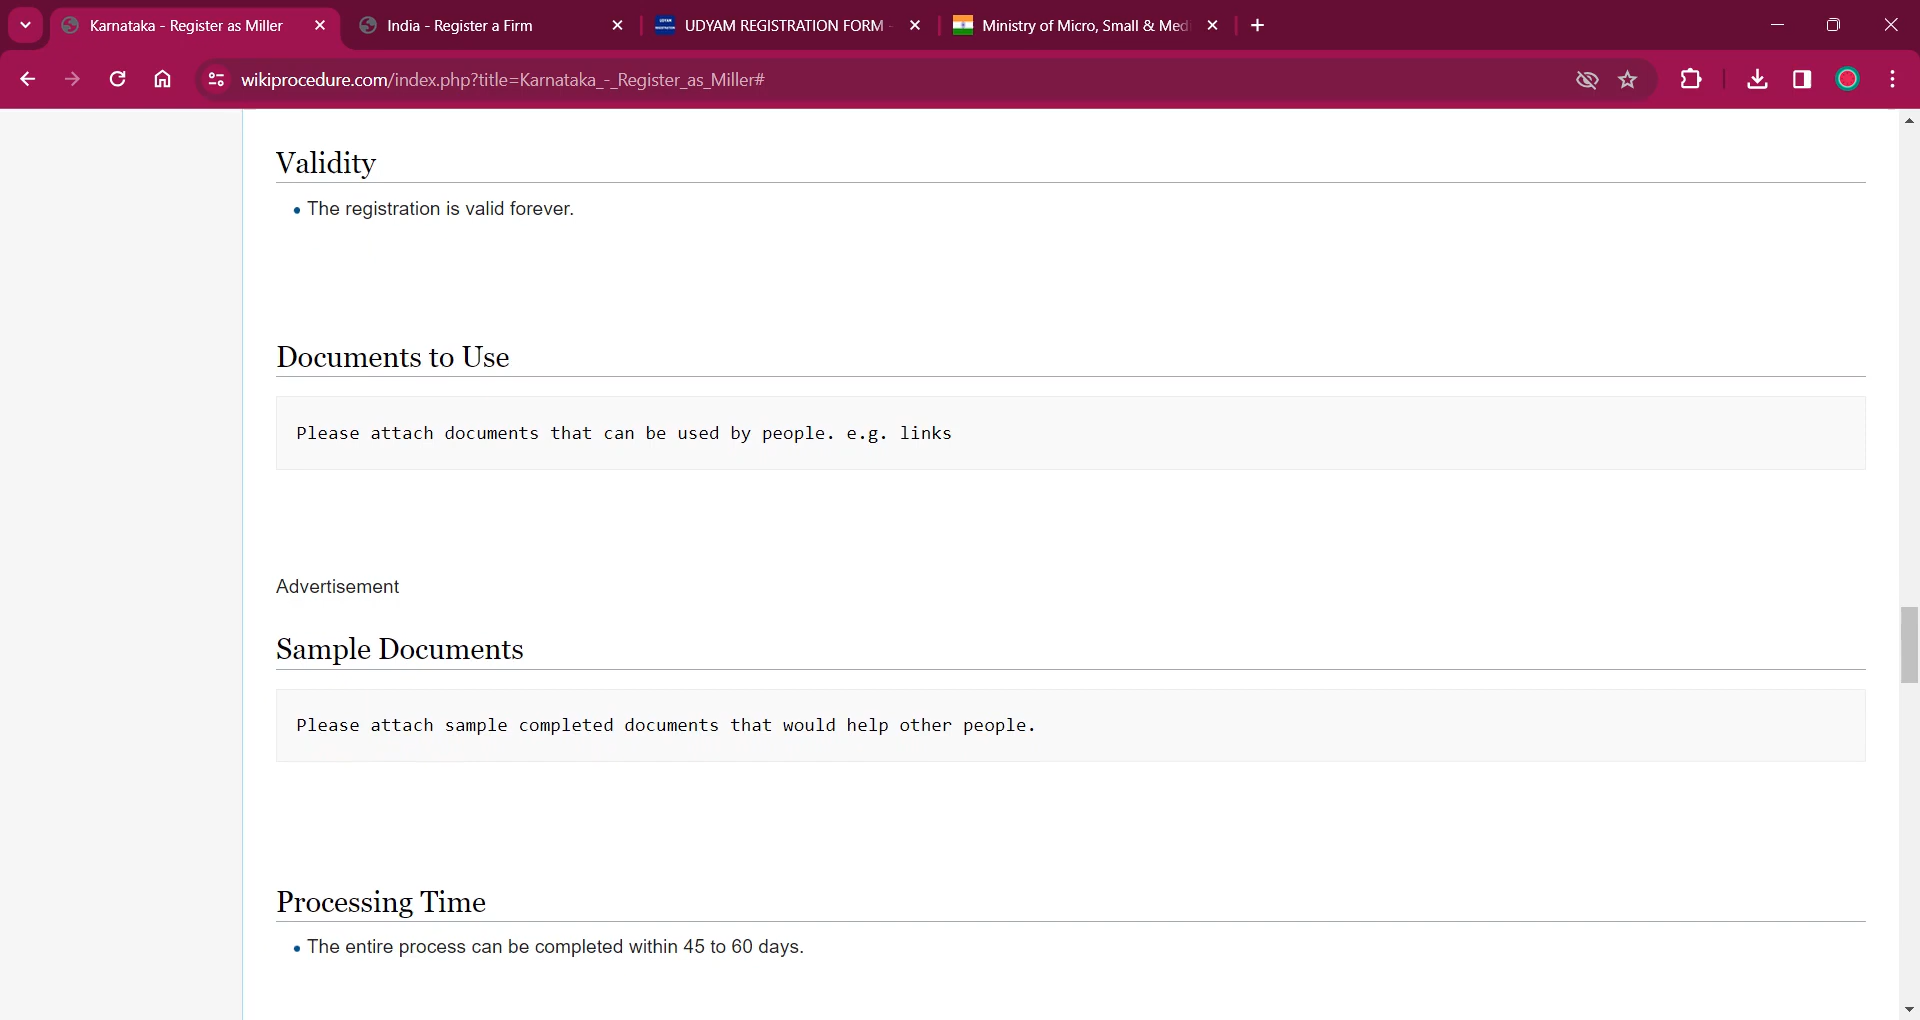 Karnataka - Register as Miller
India - Register a Firm
UDYAM REGISTRATION FORM -
Ministry of Micro, Small & Medi
wikiprocedure.com/index.php?title=Karnataka_-_Register_as_Miller#
Validity
The registration is valid forever.
Documents to Use
Please attach documents that can be used by people. e.g. links
Advertisement
Sample Documents
Please attach sample completed documents that would help other people.
Processing Time
The entire process can be completed within 45 to 60 days.